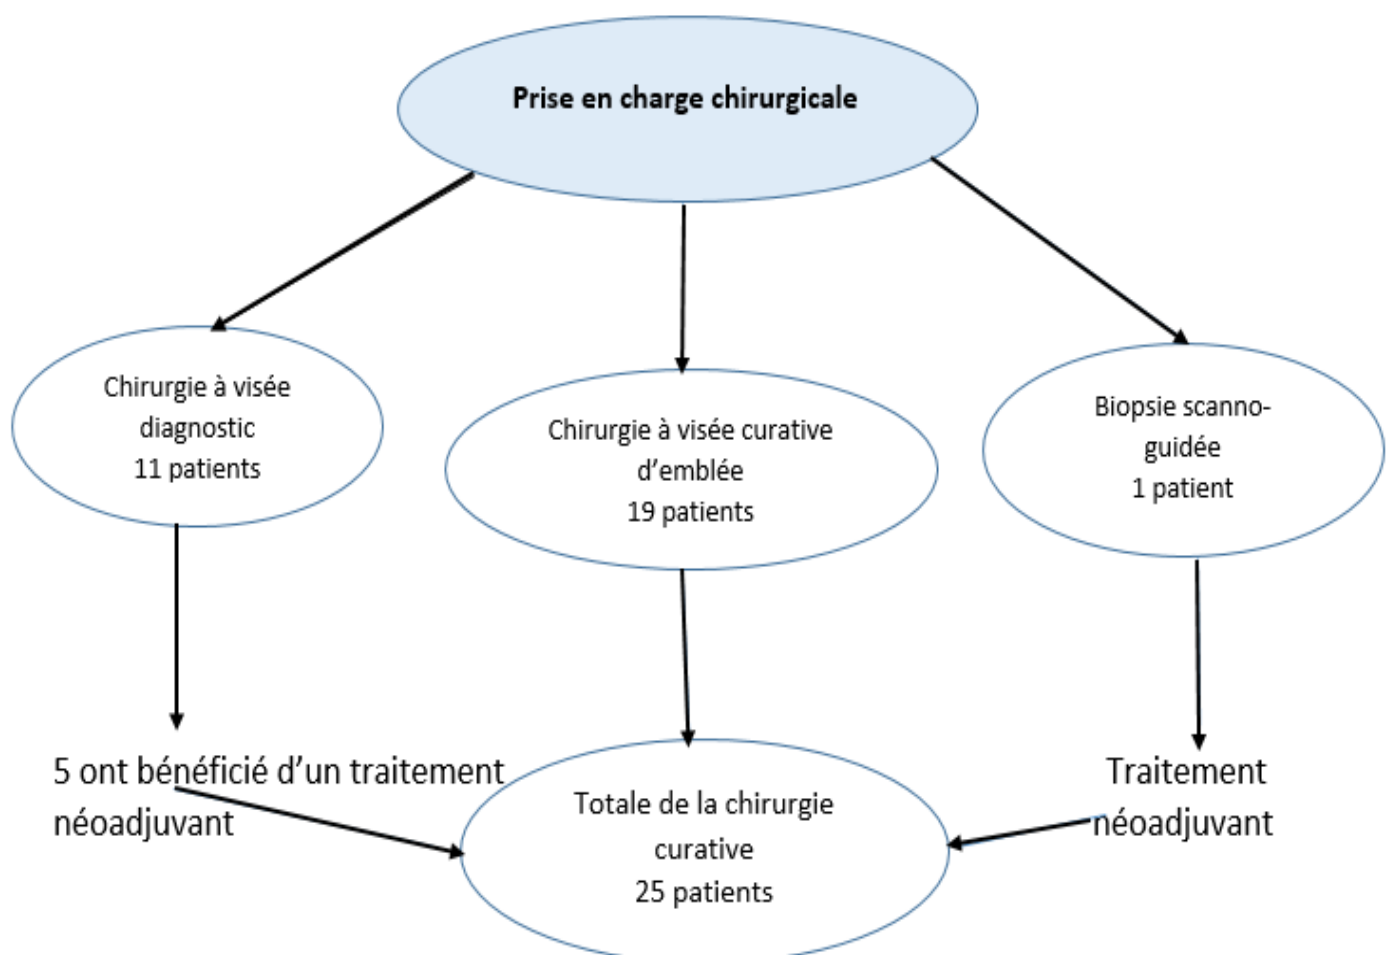 Prise en charge chirurgicale
Chirurgie à visée
diagnostic
11 patients
Chirurgie à visée curative
d’emblée
19 patients
Biopsie scanno-
guidée
1 patient
5 ont bénéficié d’un traitement
néoadjuvant
Totale de la chirurgie
curative
25 patients
Traitement
néoadjuvant